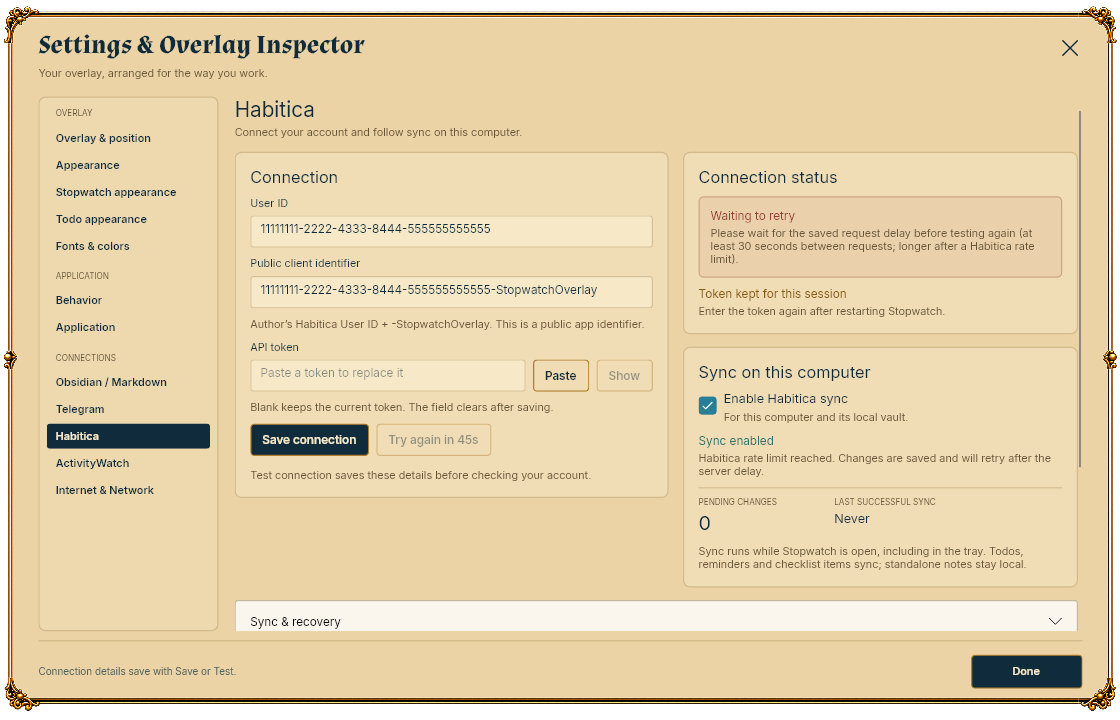 Settings & Overlay Inspector
Your overlay, arranged for the way you work.
OVERLAY
Overlay & position
Appearance
Stopwatch appearance
Todo appearance
Fonts & colors
APPLICATION
Behavior
Application
CONNECTIONS
Obsidian / Markdown
Telegram
Habitica
ActivityWatch
Internet & Network
Habitica
Connect your account and follow sync on this computer.
Connection
User ID
11111111-2222-4333-8444-555555555555
Public client identifier
11111111-2222-4333-8444-555555555555-StopwatchOverlay
Author's Habitica User ID + -StopwatchOverlay. This is a public app identifier.
API token
Paste a token to replace it
Paste
Show
Blank keeps the current token. The field clears after saving.
Save connection
Try again in 45s
Test connection saves these details before checking your account.
Connection status
Waiting to retry
Please wait for the saved request delay before testing again (at
least 30 seconds between requests; longer after a Habitica rate
limit).
Token kept for this session
Enter the token again after restarting Stopwatch.
Sync on this computer
Enable Habitica sync
For this computer and its local vault.
Sync enabled
Habitica rate limit reached. Changes are saved and will retry after the
server delay.
PENDING CHANGES
0
LAST SUCCESSFUL SYNC
Never
Sync runs while Stopwatch is open, including in the tray. Todos,
reminders and checklist items sync; standalone notes stay local.
Sync & recovery
Connection details save with Save or Test.
Done